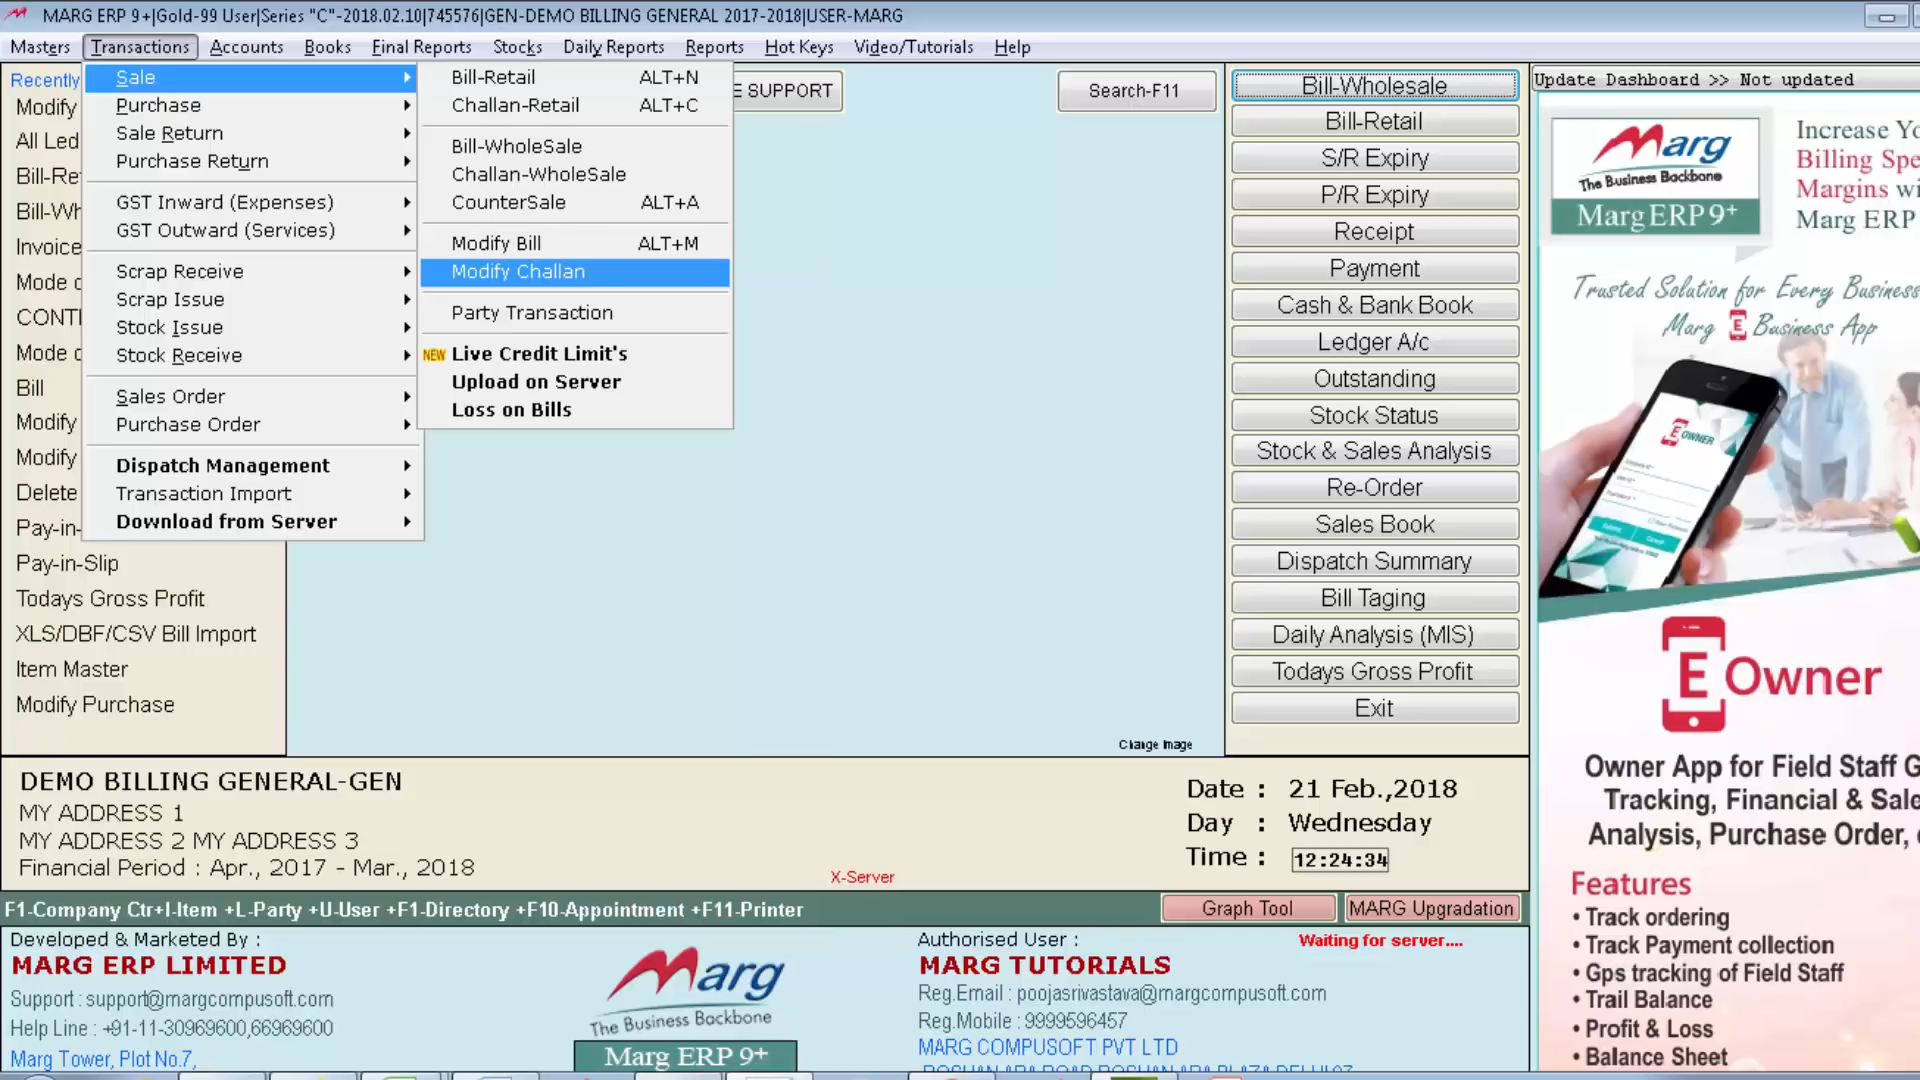 MARG ERP 9+|Gold-99 User|Series "C"-2018.02.10|745576|GEN-DEMO BILLING GENERAL 2017-2018|USER-MARG
Masters Transactions Accounts Books Final Reports Stocks Daily Reports Reports Hot Keys Video/Tutorials Help
Recently
Modify
All Led
Bill-Re
Bill-Wh
Invoice
Mode
CONT
Mode
Bill
Modify
Modify
Delete
Pay-in-
Pay-in-Slip
Todays Gross Profit
XLS/DBF/CSV Bill Import
Item Master
Modify Purchase
Sale
Purchase
Sale Return
Purchase Return
GST Inward (Expenses)
GST Outward (Services)
Scrap Receive
Scrap Issue
Stock Issue
Stock Receive
Sales Order
Purchase Order
Dispatch Management
Transaction Import
Download from Server
Bill-Retail ALT+N
Challan-Retail ALT+C
Bill-WholeSale
Challan-WholeSale
CounterSale ALT+A
Modify Bill ALT+M
Modify Challan
Party Transaction
NEW Live Credit Limit's
Upload on Server
Loss on Bills
E SUPPORT
Search-F11
Change Image
Bill-Wholesale
Bill-Retail
S/R Expiry
P/R Expiry
Receipt
Payment
Cash & Bank Book
Ledger A/c
Outstanding
Stock Status
Stock & Sales Analysis
Re-Order
Sales Book
Dispatch Summary
Bill Taging
Daily Analysis (MIS)
Todays Gross Profit
Exit
Update Dashboard >> Not updated
Marg
The Business Backbone
Marg ERP 9+
Increase Yo
Billing Spe
Margins wi
Marg ERP
Trusted Solution for Every Business
Marg E Business App
E OWNER
E Owner
Owner App for Field Staff G
Tracking, Financial & Sale
Analysis, Purchase Order,
Features
• Track ordering
• Track Payment collection
• Gps tracking of Field Staff
• Trail Balance
• Profit & Loss
• Balance Sheet
DEMO BILLING GENERAL-GEN
MY ADDRESS 1
MY ADDRESS 2 MY ADDRESS 3
Financial Period : Apr., 2017 - Mar., 2018
X-Server
Date : 21 Feb.,2018
Day : Wednesday
Time : 12:24:34
F1-Company Ctr+I-Item +L-Party +U-User +F1-Directory +F10-Appointment +F11-Printer
Graph Tool
MARG Upgradation
Developed & Marketed By :
MARG ERP LIMITED
Support : support@margcompusoft.com
Help Line : +91-11-30969600,66969600
Marg Tower, Plot No.7,
Marg
The Business Backbone
Marg ERP 9+
Authorised User :
Waiting for server....
MARG TUTORIALS
Reg.Email : poojasrivastava@margcompusoft.com
Reg.Mobile : 9999596457
MARG COMPUSOFT PVT LTD